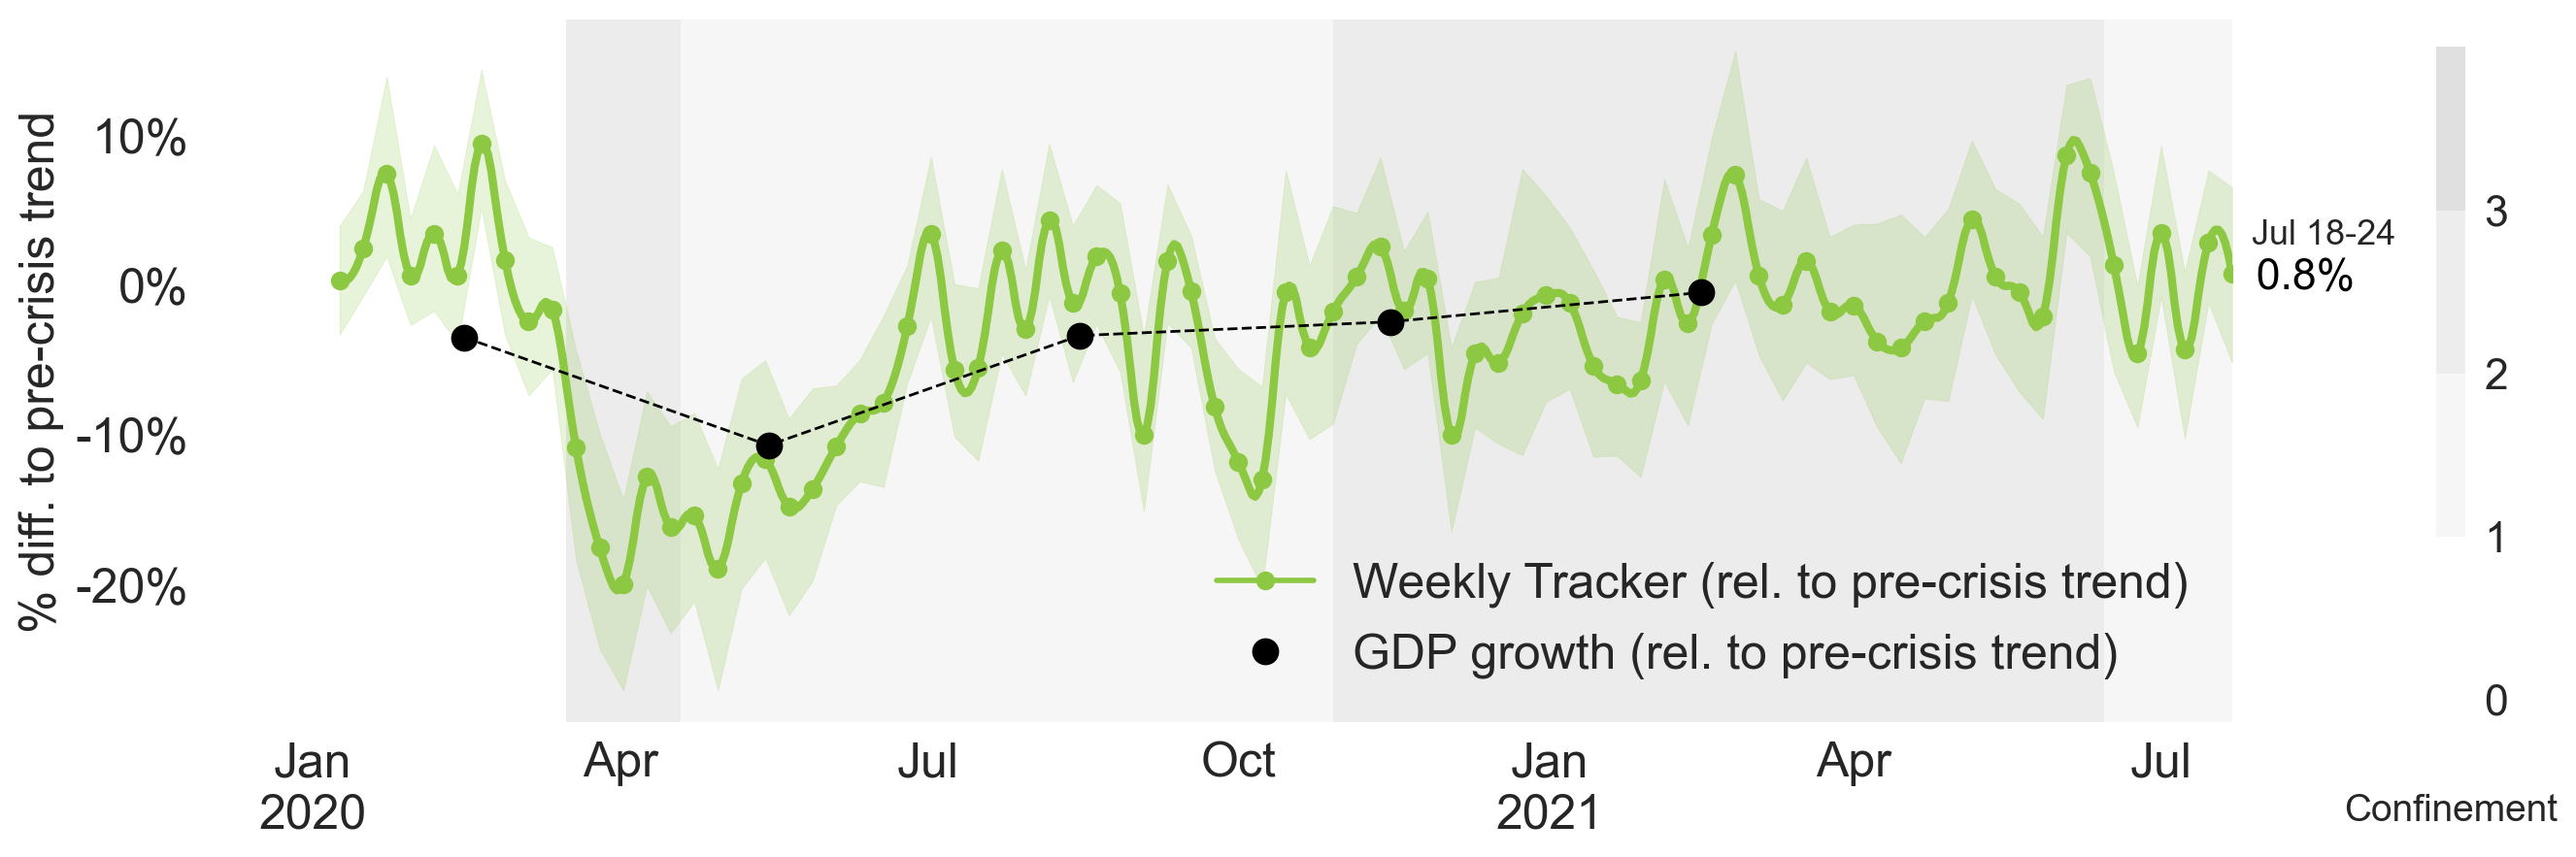 % diff. to pre-crisis trend
10%
0%
-10%
-20%
Jul 18-24
0.8%
Weekly Tracker (rel. to pre-crisis trend)
GDP growth (rel. to pre-crisis trend)
Jan Apr Jul Oct Jan Apr Jul
2020 2021
3
2
1
0
Confinement